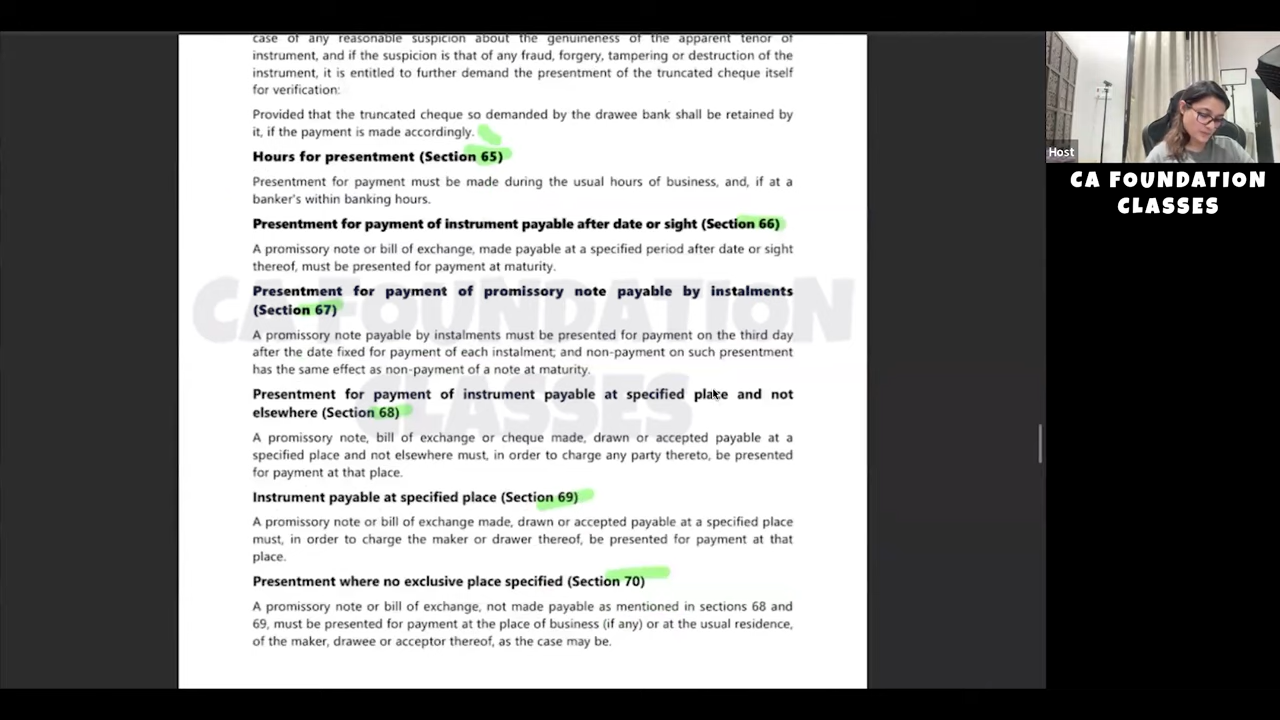 case of any reasonable suspicion about the genuineness of the apparent tenor of
instrument, and if the suspicion is that of any fraud, forgery, tampering or destruction of the
instrument, it is entitled to further demand the presentment of the truncated cheque itself
for verification:
Provided that the truncated cheque so demanded by the drawee bank shall be retained by
it, if the payment is made accordingly.
Hours for presentment (Section 65)
Presentment for payment must be made during the usual hours of business, and, if at a
banker's within banking hours.
Presentment for payment of instrument payable after date or sight (Section 66)
A promissory note or bill of exchange, made payable at a specified period after date or sight
thereof, must be presented for payment at maturity.
Presentment for payment of promissory note payable by instalments
(Section 67)
A promissory note payable by instalments must be presented for payment on the third day
after the date fixed for payment of each instalment; and non-payment on such presentment
has the same effect as non-payment of a note at maturity.
Presentment for payment of instrument payable at specified place and not
elsewhere (Section 68)
A promissory note, bill of exchange or cheque made, drawn or accepted payable at a
specified place and not elsewhere must, in order to charge any party thereto, be presented
for payment at that place.
Instrument payable at specified place (Section 69)
A promissory note or bill of exchange made, drawn or accepted payable at a specified place
must, in order to charge the maker or drawer thereof, be presented for payment at that
place.
Presentment where no exclusive place specified (Section 70)
A promissory note or bill of exchange, not made payable as mentioned in sections 68 and
69, must be presented for payment at the place of business (if any) or at the usual residence,
of the maker, drawee or acceptor thereof, as the case may be.
CA FOUNDATION
CLASSES
Host
CA FOUNDATION
CLASSES